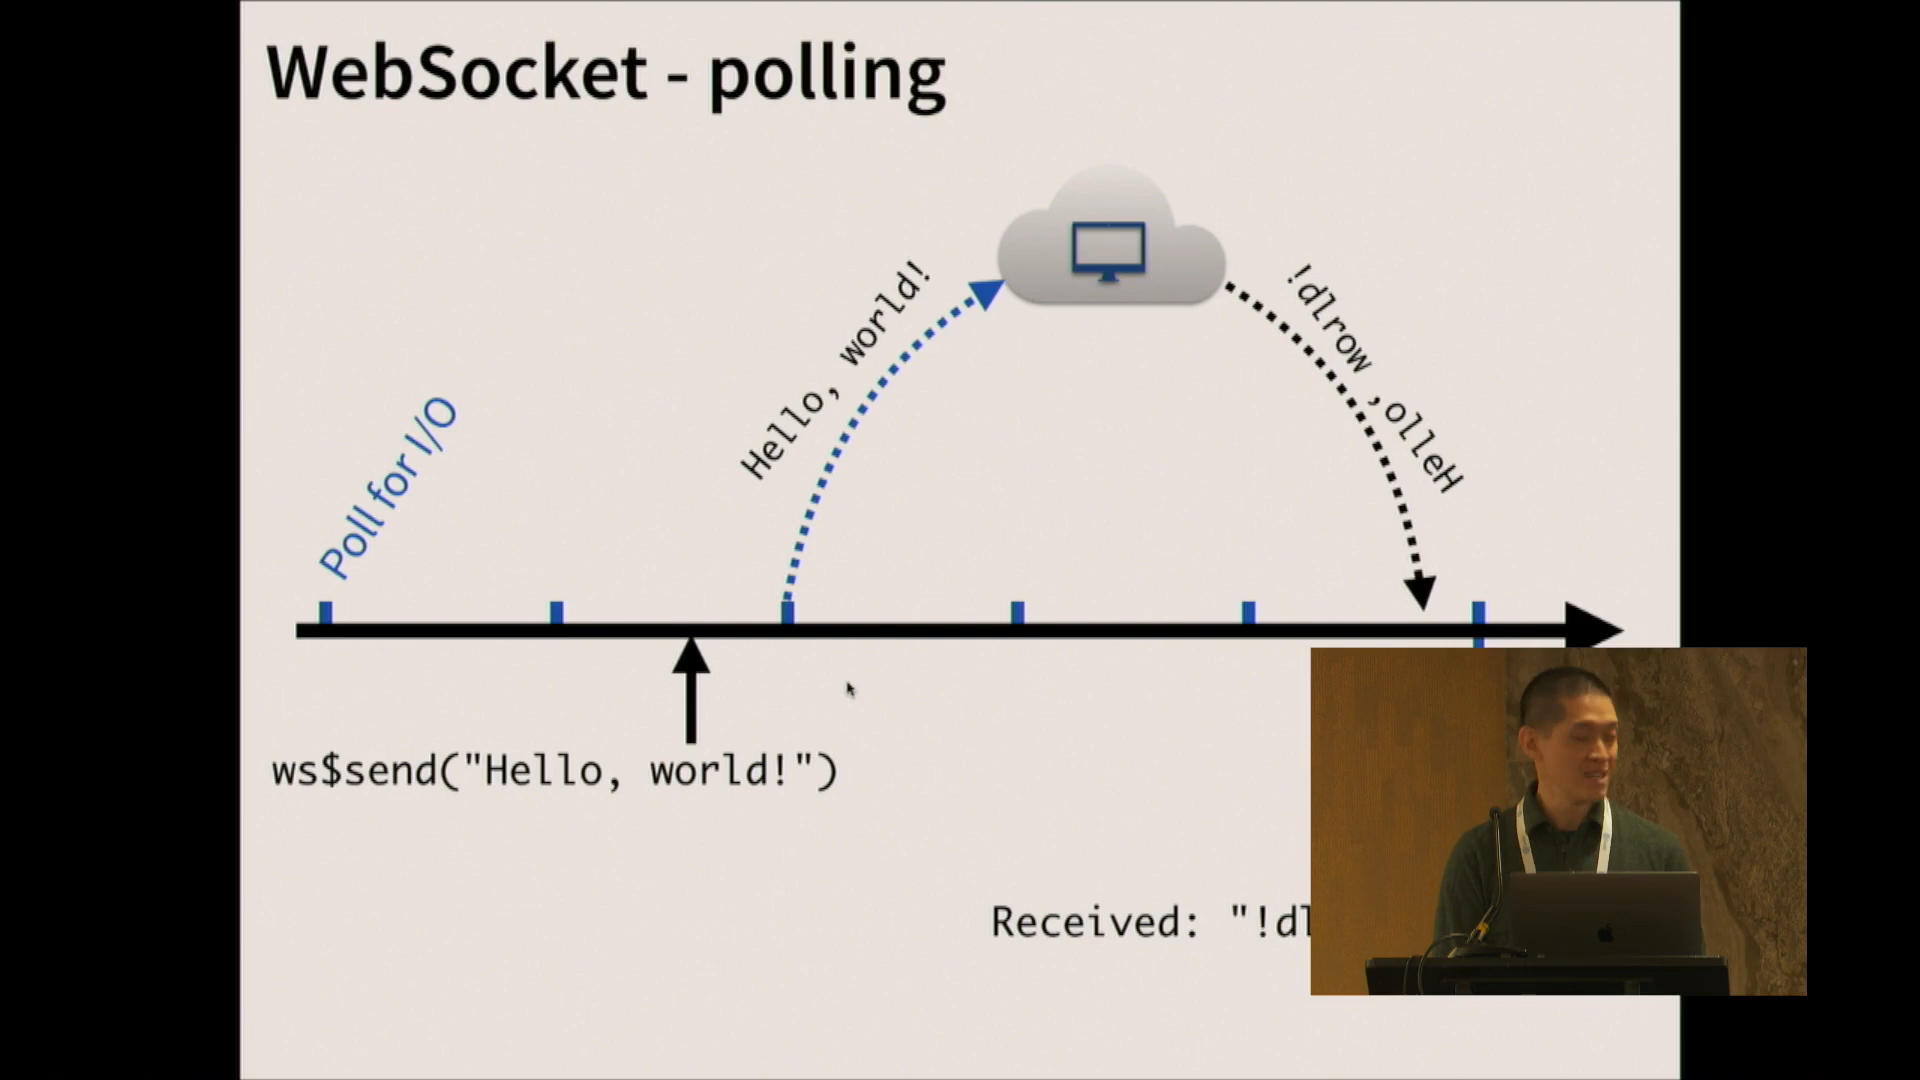 WebSocket - polling
Poll for I/O
Hello, world!
!dlrow ,olleH
ws$send("Hello, world!")
Received: "!dl